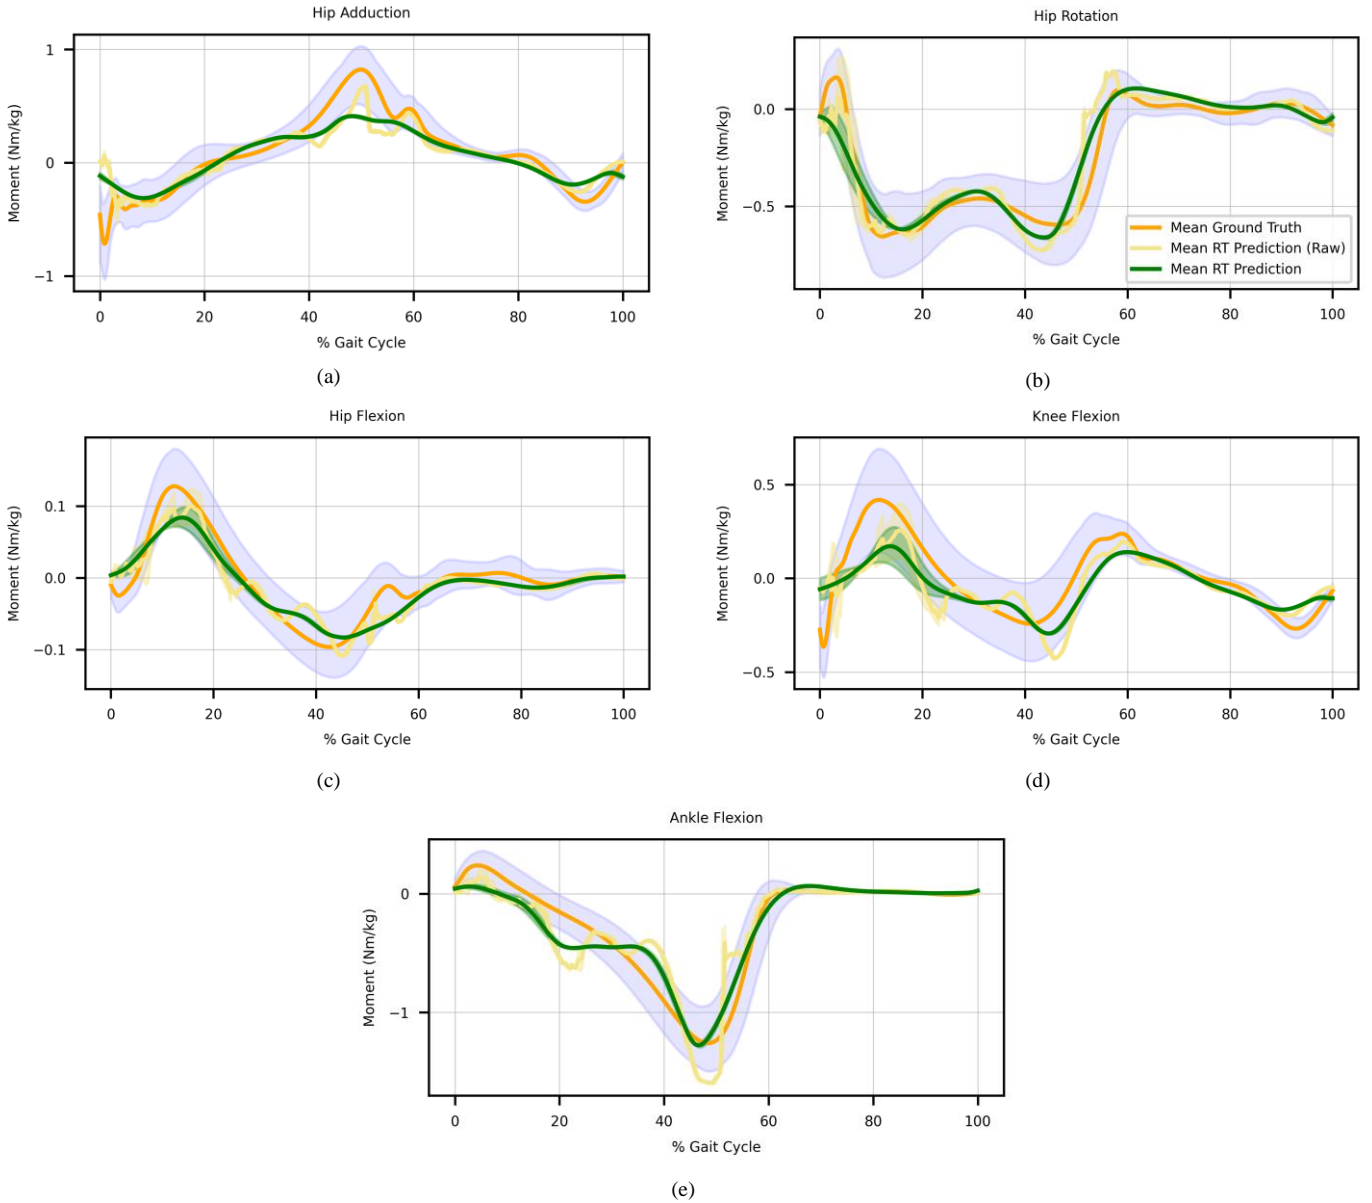 Hip Adduction
Moment (Nm/kg)
1
0
−1
0 20 40 60 80 100
% Gait Cycle
(a)
Hip Rotation
Moment (Nm/kg)
0.0
−0.5
Mean Ground Truth
Mean RT Prediction (Raw)
Mean RT Prediction
0 20 40 60 80 100
% Gait Cycle
(b)
Hip Flexion
Moment (Nm/kg)
0.1
0.0
−0.1
0 20 40 60 80 100
% Gait Cycle
(c)
Knee Flexion
Moment (Nm/kg)
0.5
0.0
−0.5
0 20 40 60 80 100
% Gait Cycle
(d)
Ankle Flexion
Moment (Nm/kg)
0
−1
0 20 40 60 80 100
% Gait Cycle
(e)